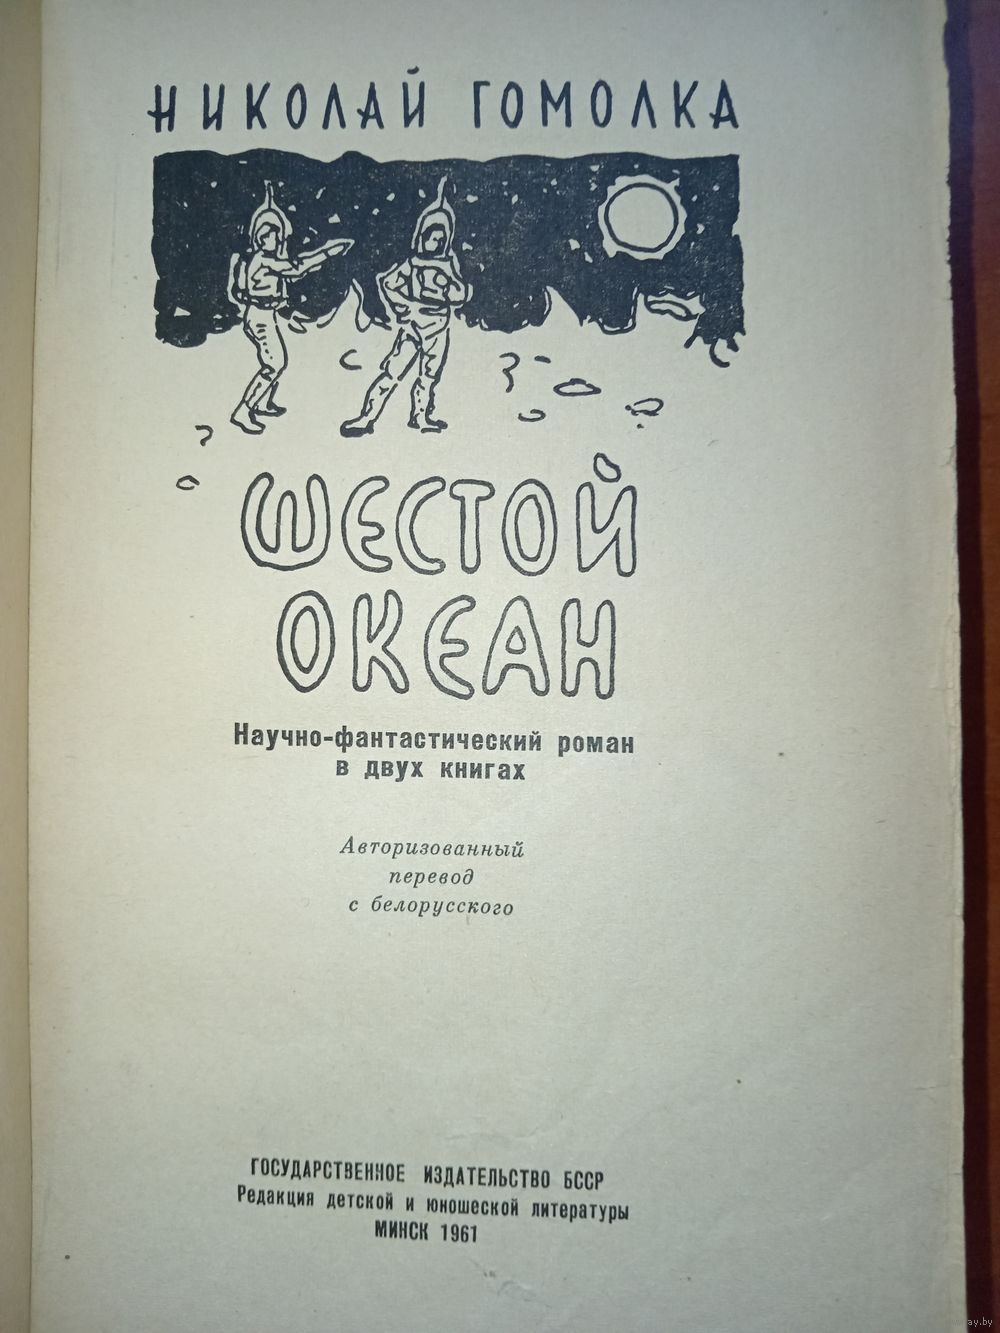 НИКОЛАЙ ГОМОЛКА
ШЕСТОЙ
ОКЕАН
Научно-фантастический роман
в двух книгах
Авторизованный
перевод
с белорусского
ГОСУДАРСТВЕННОЕ ИЗДАТЕЛЬСТВО БССР
Редакция детской и юношеской литературы
МИНСК 1961